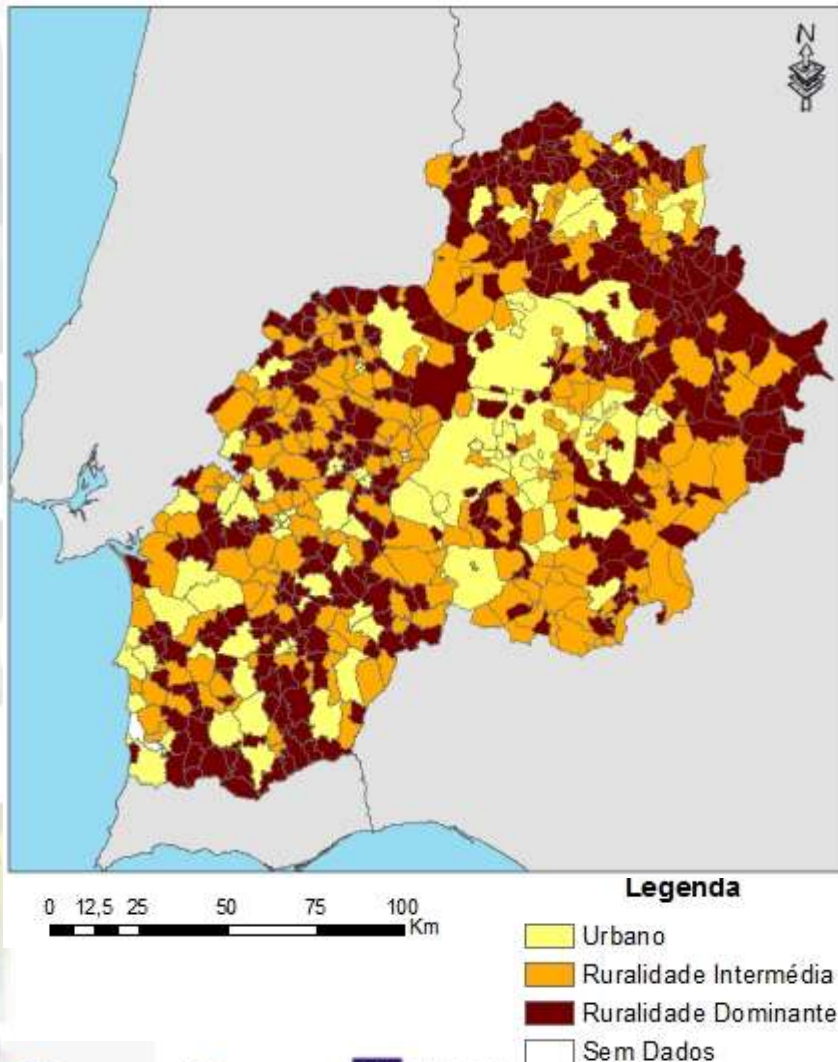 N
0 12,5 25 50 75 100
Km
Legenda
Urbano
Ruralidade Intermédia
Ruralidade Dominante
Sem Dados